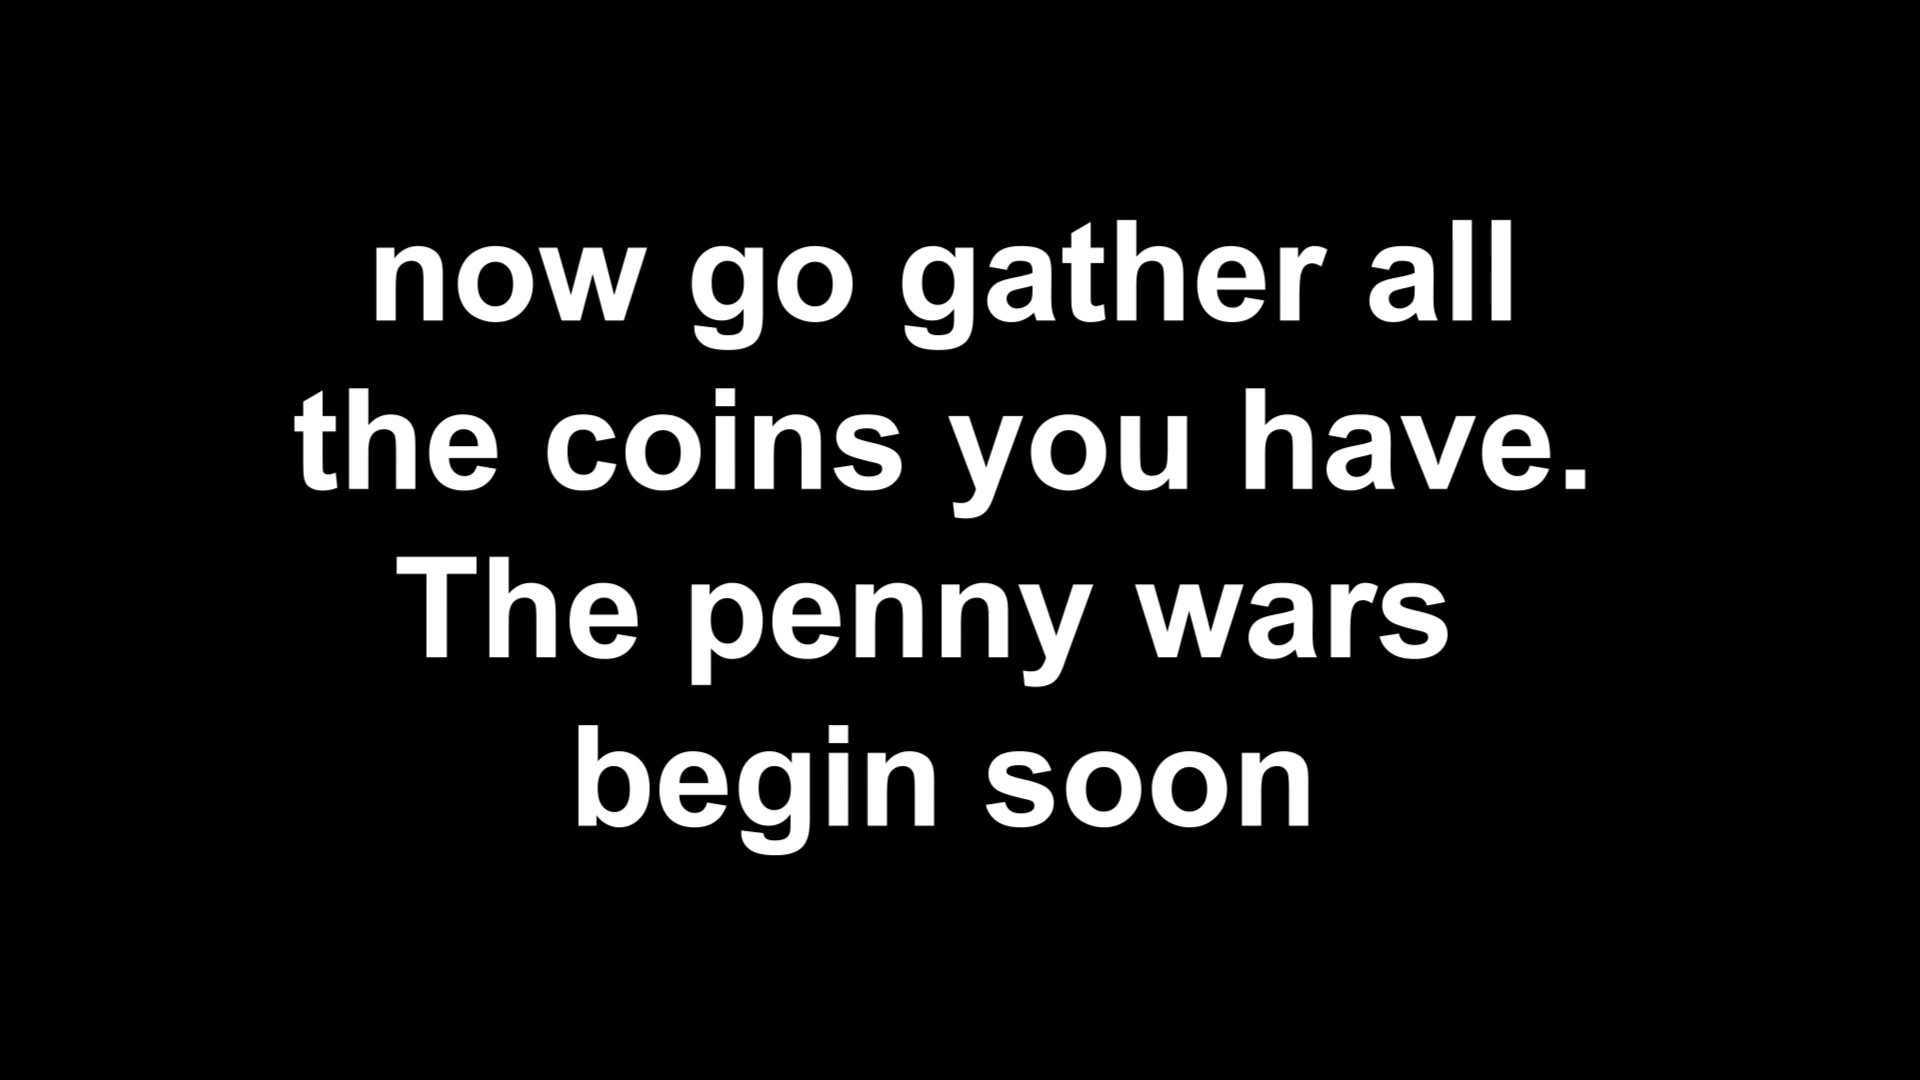 now go gather all
the coins you have.
The penny wars
begin soon